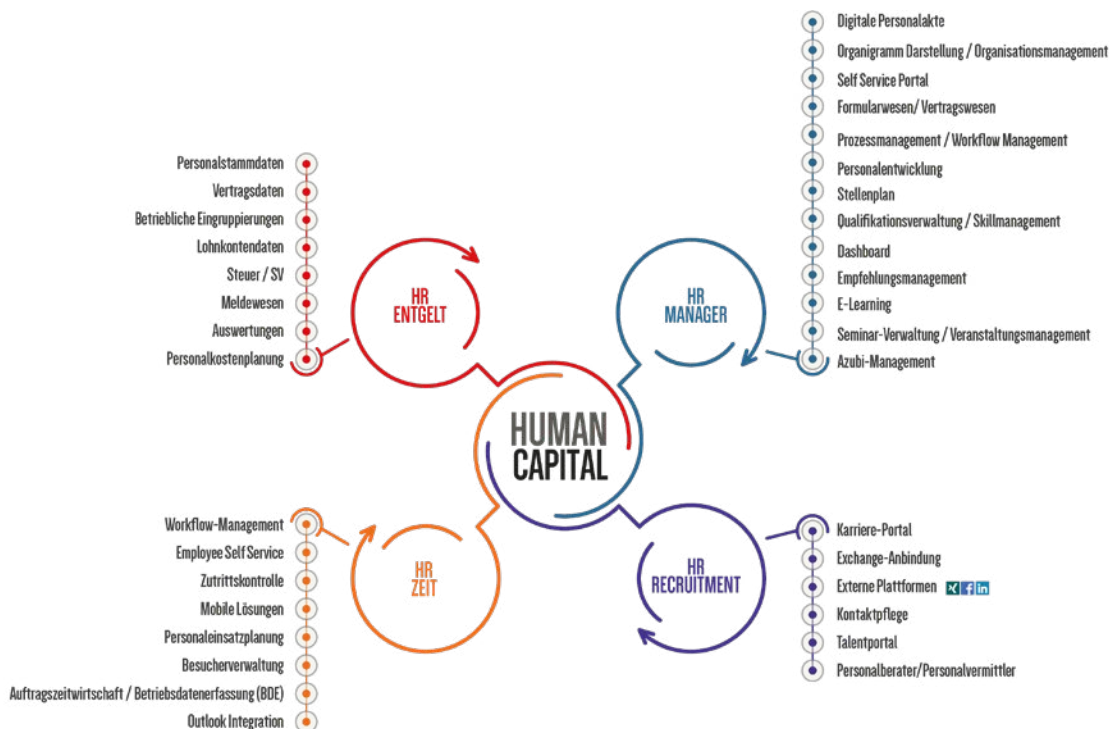 Digitale Personalakte
Organigramm Darstellung / Organisationsmanagement
Self Service Portal
Formularwesen/ Vertragswesen
Prozessmanagement / Workflow Management
Personalentwicklung
Stellenplan
Qualifikationsverwaltung / Skillmanagement
Dashboard
Empfehlungsmanagement
E-Learning
Seminar-Verwaltung / Veranstaltungsmanagement
Azubi-Management
Personalstammdaten
Vertragsdaten
Betriebliche Eingruppierungen
Lohnkontendaten
Steuer / SV
Meldewesen
Auswertungen
Personalkostenplanung
HR
ENTGELT
HR
MANAGER
HUMAN
CAPITAL
HR
ZEIT
HR
RECRUITMENT
Workflow-Management
Employee Self Service
Zutrittskontrolle
Mobile Lösungen
Personaleinsatzplanung
Besucherverwaltung
Auftragszeitwirtschaft / Betriebsdatenerfassung (BDE)
Outlook Integration
Karriere-Portal
Exchange-Anbindung
Externe Plattformen
Kontaktpflege
Talentportal
Personalberater/Personalvermittler